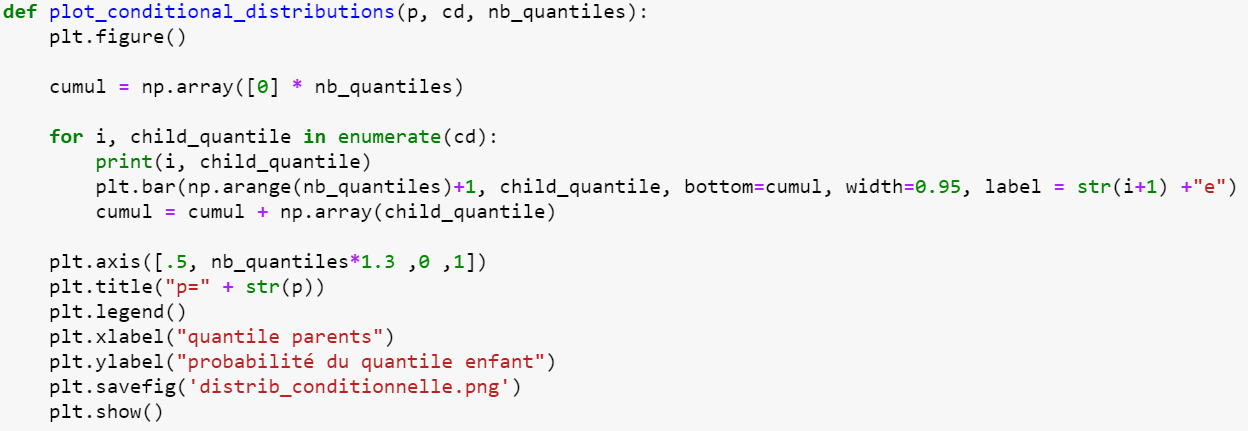 def plot_conditional_distributions(p, cd, nb_quantiles):
    plt.figure()

    cumul = np.array([0] * nb_quantiles)

    for i, child_quantile in enumerate(cd):
        print(i, child_quantile)
        plt.bar(np.arange(nb_quantiles)+1, child_quantile, bottom=cumul, width=0.95, label = str(i+1) +"e")
        cumul = cumul + np.array(child_quantile)

    plt.axis([.5, nb_quantiles*1.3 ,0 ,1])
    plt.title("p=" + str(p))
    plt.legend()
    plt.xlabel("quantile parents")
    plt.ylabel("probabilité du quantile enfant")
    plt.savefig('distrib_conditionnelle.png')
    plt.show()